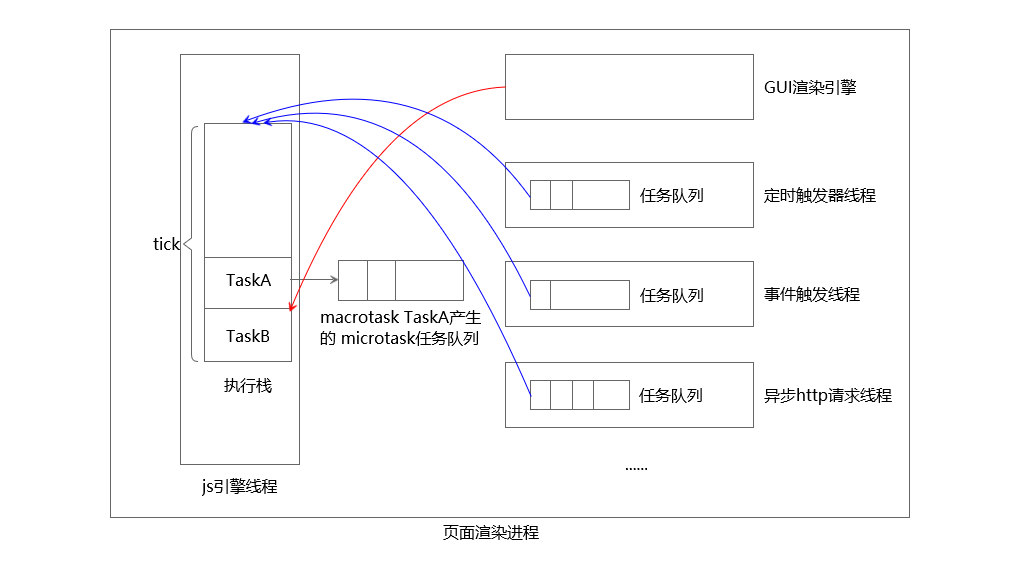 GUI渲染引擎
任务队列
定时触发器线程
tick
TaskA
任务队列
事件触发线程
macrotask TaskA产生
的 microtask任务队列
TaskB
执行栈
任务队列
异步http请求线程
......
js引擎线程
页面渲染进程